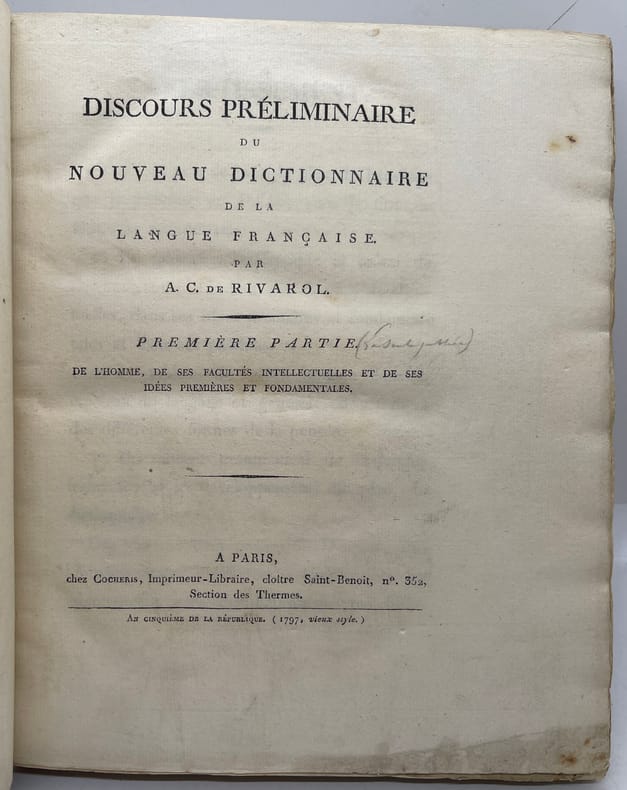 DISCOURS PRÉLIMINAIRE
DU
NOUVEAU DICTIONNAIRE
DE LA
LANGUE FRANÇAISE.
PAR
A. C. DE RIVAROL.
PREMIÈRE PARTIE.
DE L'HOMME, DE SES FACULTÉS INTELLECTUELLES ET DE SES
IDÉES PREMIÈRES ET FONDAMENTALES.
A PARIS,
chez COCHERIS, Imprimeur-Libraire, cloître Saint-Benoit, nº. 352,
Section des Thermes.
AN CINQUIÈME DE LA RÉPUBLIQUE. (1797, vieux style.)